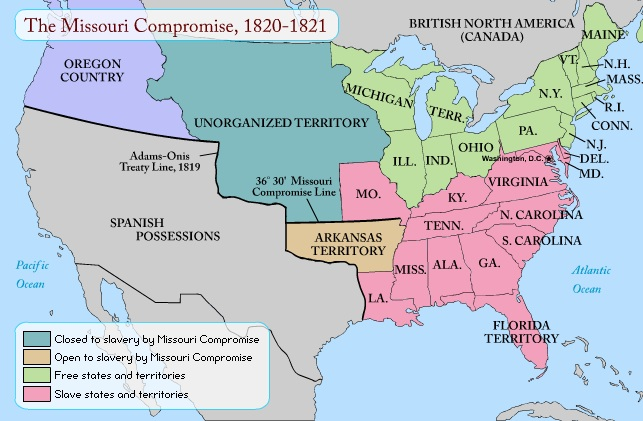 The Missouri Compromise, 1820-1821
BRITISH NORTH AMERICA
(CANADA)
MAINE
OREGON
COUNTRY
VT.
N.H.
MASS.
MICHIGAN
TERR.
N.Y.
R.I.
CONN.
UNORGANIZED TERRITORY
PA.
N.J.
Adams-Onis
Treaty Line, 1819
ILL.
IND.
OHIO
Washington, D.C.
DEL.
MD.
36° 30' Missouri
Compromise Line
MO.
KY.
VIRGINIA
SPANISH
POSSESSIONS
ARKANSAS
TERRITORY
TENN.
N. CAROLINA
S. CAROLINA
Pacific
Ocean
MISS.
ALA.
GA.
Atlantic
Ocean
LA.
FLORIDA
TERRITORY
Closed to slavery by Missouri Compromise
Open to slavery by Missouri Compromise
Free states and territories
Slave states and territories